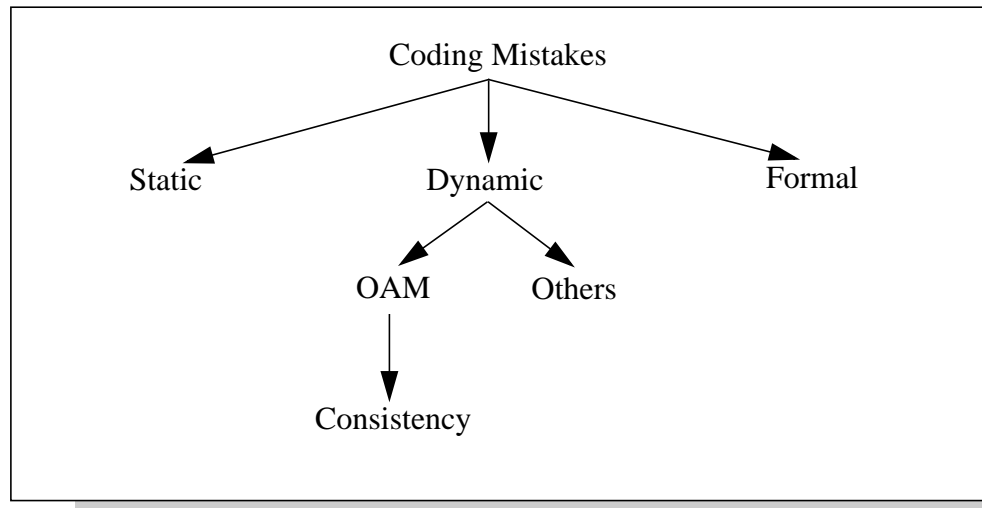 Coding Mistakes
Static
Dynamic
Formal
OAM
Others
Consistency